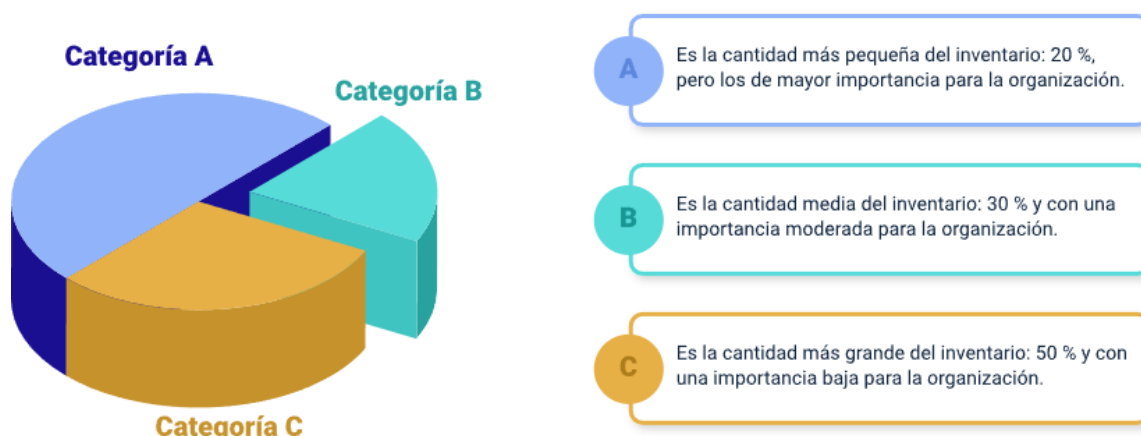 Categoría A
Categoría B
Categoría C
A
Es la cantidad más pequeña del inventario: 20 %,
pero los de mayor importancia para la organización.
B
Es la cantidad media del inventario: 30 % y con una
importancia moderada para la organización.
C
Es la cantidad más grande del inventario: 50 % y con
una importancia baja para la organización.